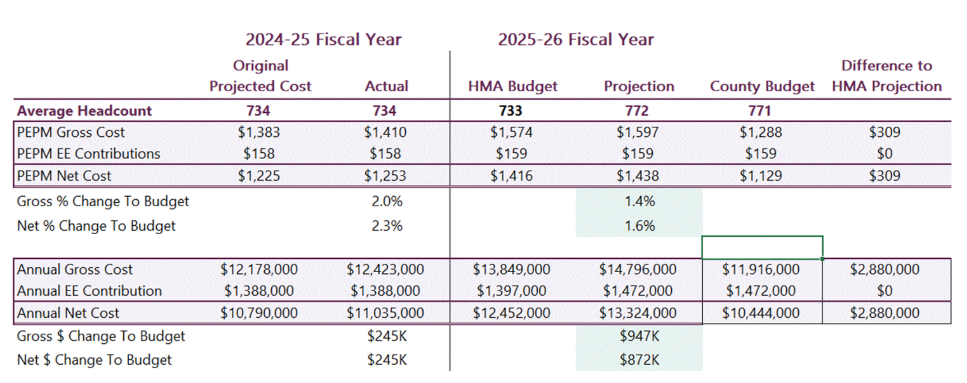 2024-25 Fiscal Year 2025-26 Fiscal Year
Original Difference to
Projected Cost Actual HMA Budget Projection County Budget HMA Projection
Average Headcount 734 734 733 772 771
PEPM Gross Cost $1,383 $1,410 $1,574 $1,597 $1,288 $309
PEPM EE Contributions $158 $158 $159 $159 $159 $0
PEPM Net Cost $1,225 $1,253 $1,416 $1,438 $1,129 $309
Gross % Change To Budget 2.0% 1.4%
Net % Change To Budget 2.3% 1.6%
Annual Gross Cost $12,178,000 $12,423,000 $13,849,000 $14,796,000 $11,916,000 $2,880,000
Annual EE Contribution $1,388,000 $1,388,000 $1,397,000 $1,472,000 $1,472,000 $0
Annual Net Cost $10,790,000 $11,035,000 $12,452,000 $13,324,000 $10,444,000 $2,880,000
Gross $ Change To Budget $245K $947K
Net $ Change To Budget $245K $872K